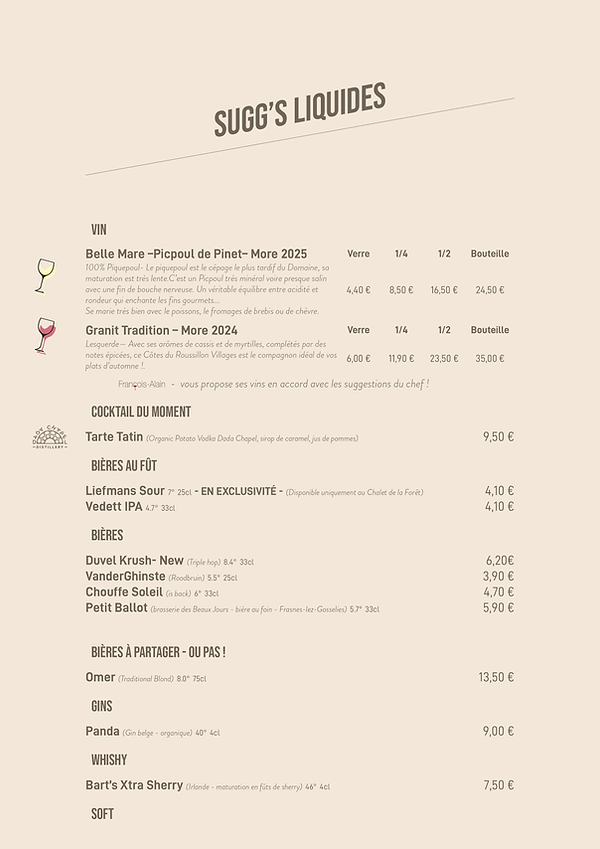 SUGG'S LIQUIDES
VIN
Belle Mare –Picpoul de Pinet– More 2025 Verre 1/4 1/2 Bouteille
100% Piquepoul- Le piquepoul est le cépage le plus tardif du Domaine, sa
maturation est très lente.C'est un Picpoul très minéral voire presque salin
avec une fin de bouche nerveuse. Un véritable équilibre entre acidité et
rondeur qui enchante les fins gourmets...
Se marie très bien avec le poissons, le fromages de brebis ou de chèvre.
4,40 € 8,50 € 16,50 € 24,50 €
Granit Tradition – More 2024 Verre 1/4 1/2 Bouteille
Lesquerde— Avec ses arômes de cassis et de myrtilles, complétés par des
notes épicées, ce Côtes du Roussillon Villages est le compagnon idéal de vos
plats d'automne !.
6,00 € 11,90 € 23,50 € 35,00 €
François-Alain - vous propose ses vins en accord avec les suggestions du chef !
COCKTAIL DU MOMENT
DISTILLERY
Tarte Tatin (Organic Potato Vodka Dada Chapel, sirop de caramel, jus de pommes) 9,50 €
BIÈRES AU FÛT
Liefmans Sour 7° 25cl - EN EXCLUSIVITÉ - (Disponible uniquement au Chalet de la Forêt) 4,10 €
Vedett IPA 4.7° 33cl 4,10 €
BIÈRES
Duvel Krush- New (Triple hop) 8.4° 33cl 6,20€
VanderGhinste (Roodbruin) 5.5° 25cl 3,90 €
Chouffe Soleil (is back) 6° 33cl 4,70 €
Petit Ballot (brasserie des Beaux Jours - bière au foin - Frasnes-lez-Gosselies) 5.7° 33cl 5,90 €
BIÈRES À PARTAGER - OU PAS !
Omer (Traditional Blond) 8.0° 75cl 13,50 €
GINS
Panda (Gin belge - organique) 40° 4cl 9,00 €
WHISHY
Bart's Xtra Sherry (Irlande - maturation en fûts de sherry) 46° 4cl 7,50 €
SOFT